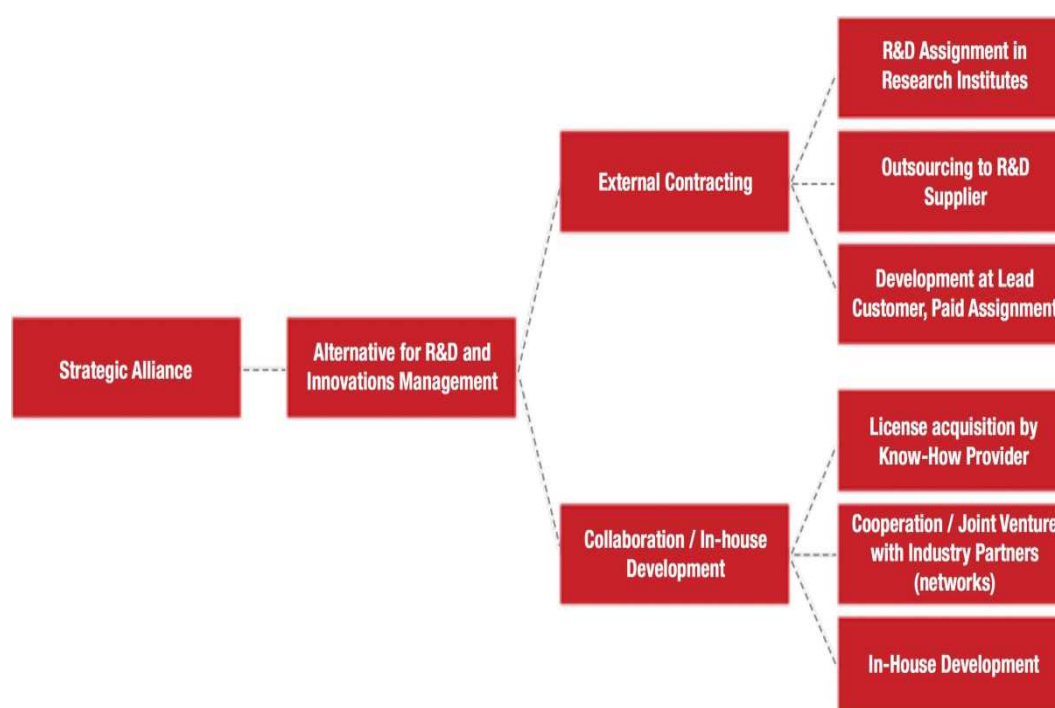 Strategic Alliance
Alternative for R&D and
Innovations Management
External Contracting
R&D Assignment in
Research Institutes
Outsourcing to R&D
Supplier
Development at Lead
Customer, Paid Assignment
Collaboration / In-house
Development
License acquisition by
Know-How Provider
Cooperation / Joint Venture
with Industry Partners
(networks)
In-House Development